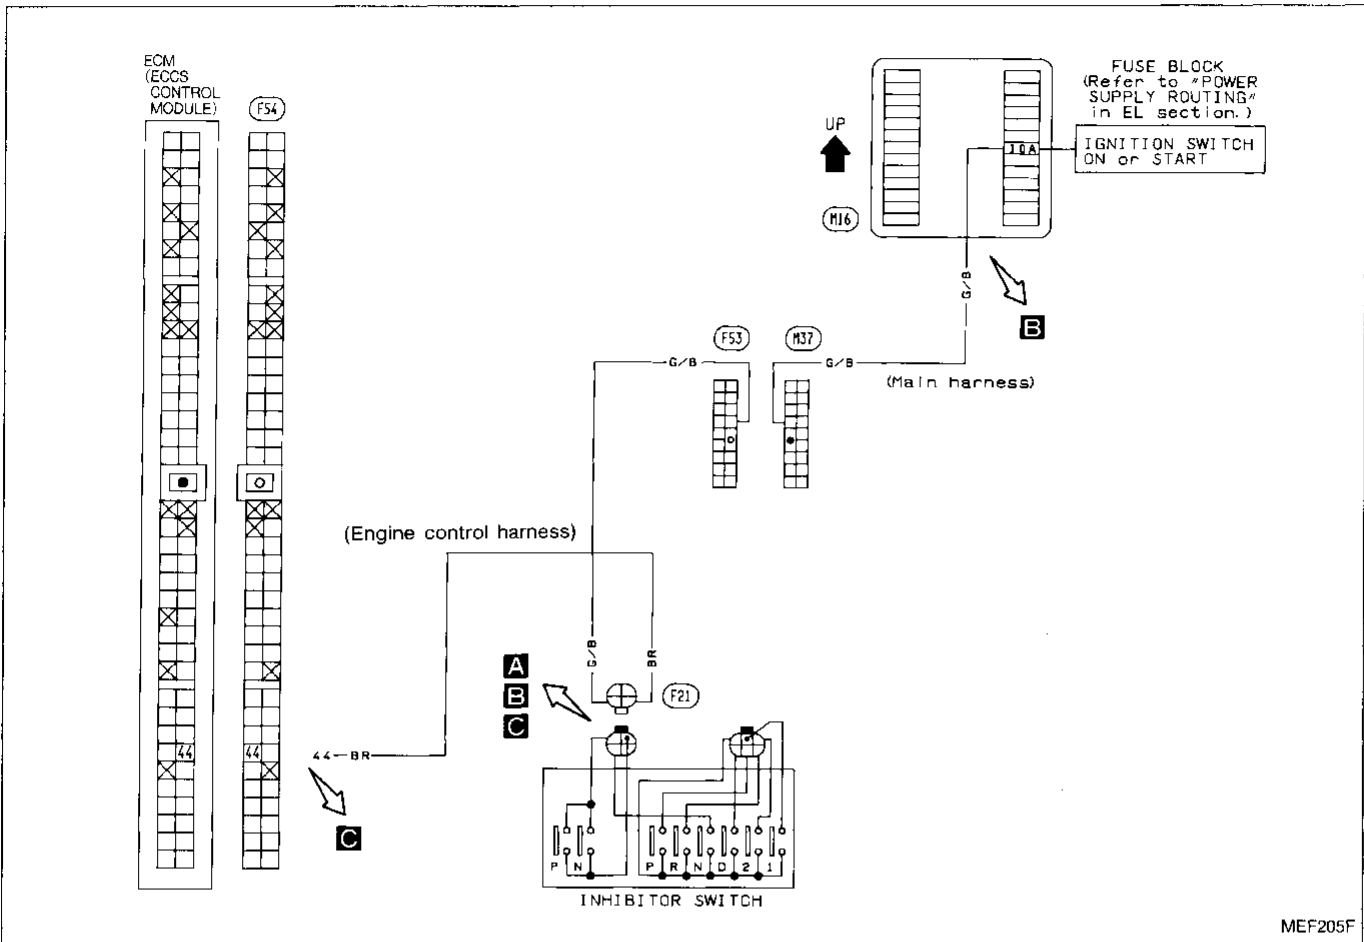 ECM
(ECCS
CONTROL
MODULE)
F54
FUSE BLOCK
(Refer to "POWER
SUPPLY ROUTING"
in EL section.)
UP
10A
IGNITION SWITCH
ON or START
M16
G/B
B
F53
M37
G/B
G/B
(Main harness)
(Engine control harness)
G/B
BR
A
B
C
F21
44
44
44 BR
C
P N
P R N D 2 1
INHIBITOR SWITCH
MEF205F